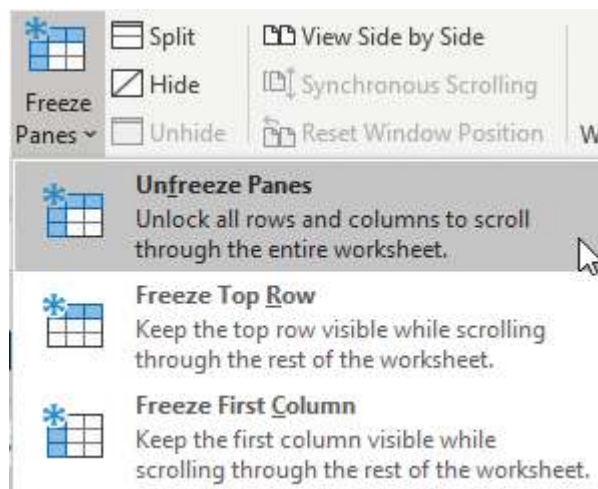 Split
View Side by Side
Hide
Synchronous Scrolling
Freeze
Panes
Unhide
Reset Window Position
W
Unfreeze Panes
Unlock all rows and columns to scroll
through the entire worksheet.
Freeze Top Row
Keep the top row visible while scrolling
through the rest of the worksheet.
Freeze First Column
Keep the first column visible while
scrolling through the rest of the worksheet.